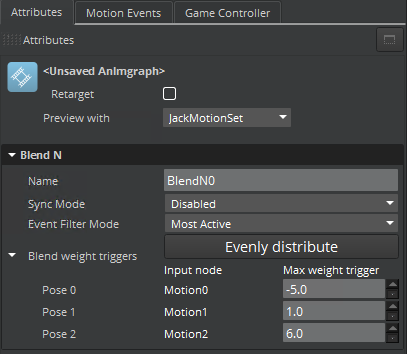 Attributes Motion Events Game Controller
Attributes
<Unsaved AnImgraph>
Retarget
Preview with JackMotionSet
Blend N
Name BlendN0
Sync Mode Disabled
Event Filter Mode Most Active
Evenly distribute
Blend weight triggers Input node Max weight trigger
Pose 0 Motion0 -5.0
Pose 1 Motion1 1.0
Pose 2 Motion2 6.0